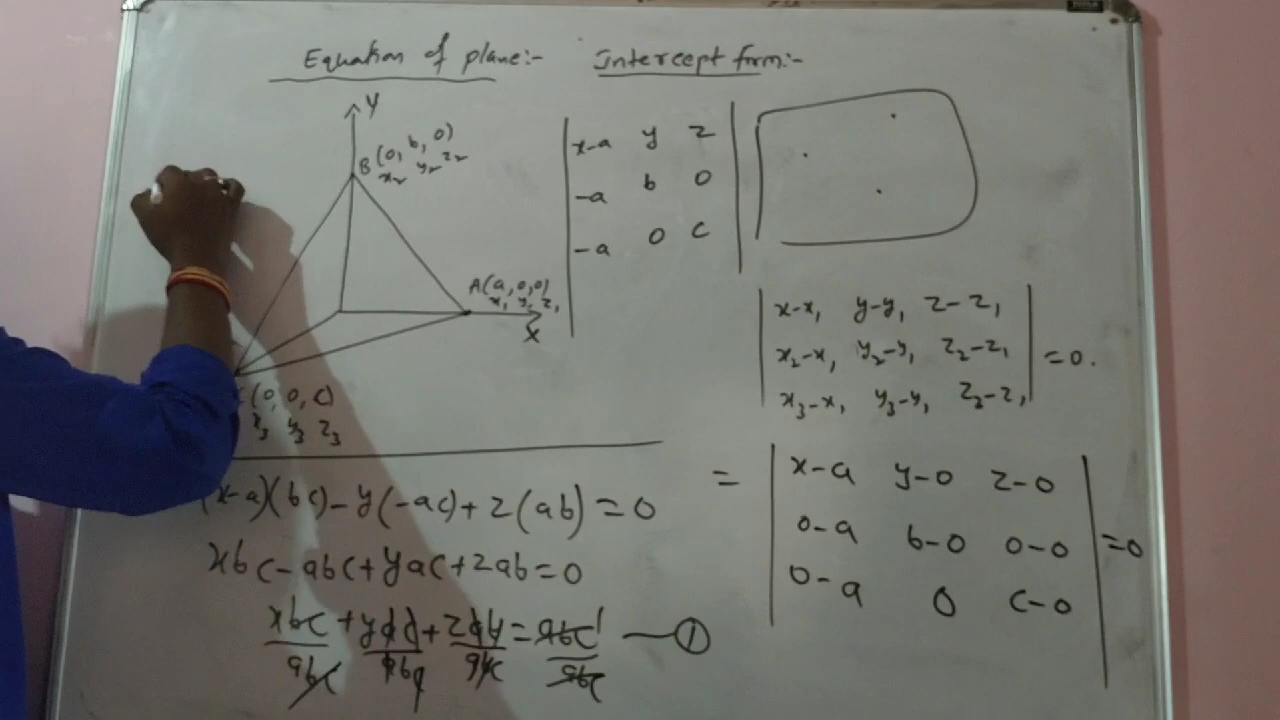 Equation of plane:- Intercept form:-
Y
B (0, b, 0)
x₂ y₂ z₂
A(a,0,0)
x₁ y₁ z₁
X
(0, 0, c)
x₃ y₃ z₃
| x-a y z |
| -a b 0 |
| -a 0 c |
| x-x₁ y-y₁ z-z₁ |
| x₂-x₁ y₂-y₁ z₂-z₁ | =0.
| x₃-x₁ y₃-y₁ z₃-z₁ |
= | x-a y-0 z-0 |
| 0-a b-0 0-0 | =0
| 0-a 0 c-0 |
(x-a)(bc)-y(-ac)+z(ab)=0
xbc-abc+yac+zab=0
xbc/abc+yac/abc+zab/abc=abc/abc 1 — ①